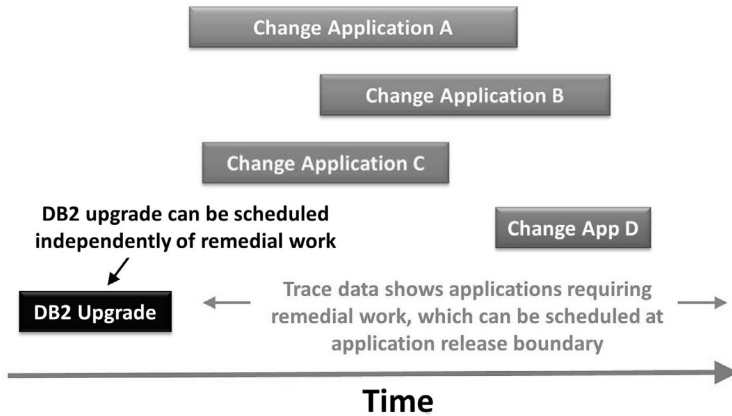 Change Application A
Change Application B
Change Application C
DB2 upgrade can be scheduled
independently of remedial work
Change App D
DB2 Upgrade
Trace data shows applications requiring
remedial work, which can be scheduled at
application release boundary
Time